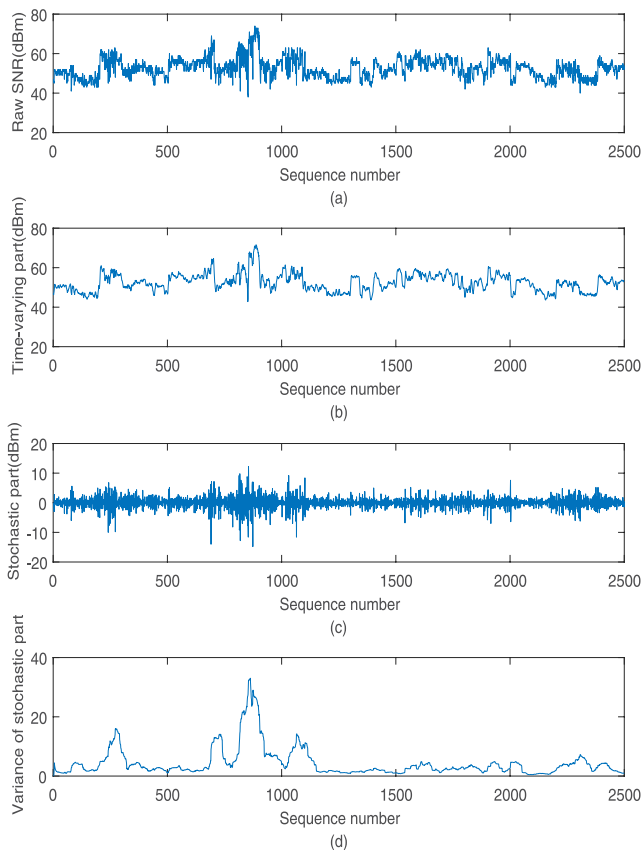 Raw SNR(dBm)
80
60
40
20
0 500 1000 1500 2000 2500
Sequence number
(a)
Time-varying part(dBm)
80
60
40
20
0 500 1000 1500 2000 2500
Sequence number
(b)
Stochastic part(dBm)
20
10
0
-10
-20
0 500 1000 1500 2000 2500
Sequence number
(c)
Variance of stochastic part
40
20
0
0 500 1000 1500 2000 2500
Sequence number
(d)